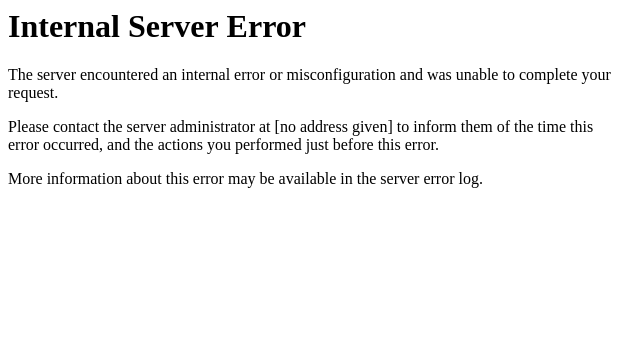 Internal Server Error
The server encountered an internal error or misconfiguration and was unable to complete your
request.
Please contact the server administrator at [no address given] to inform them of the time this
error occurred, and the actions you performed just before this error.
More information about this error may be available in the server error log.